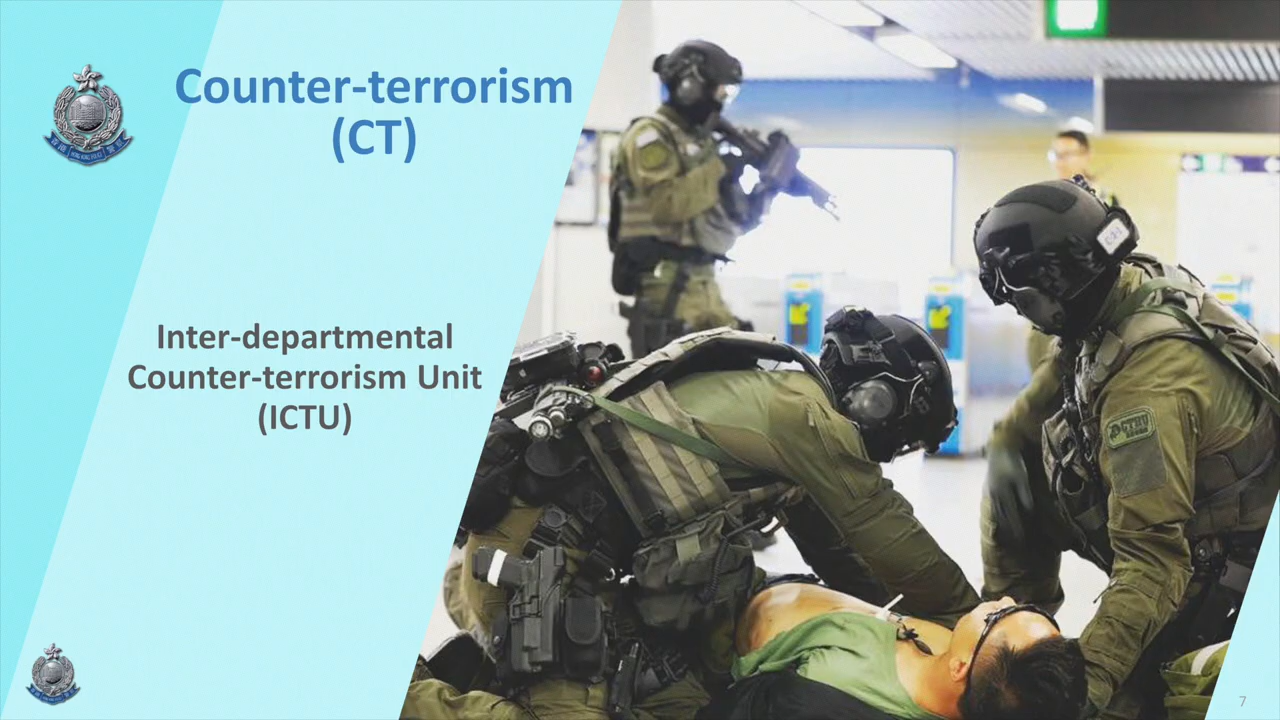 Counter-terrorism
(CT)
Inter-departmental
Counter-terrorism Unit
(ICTU)
7